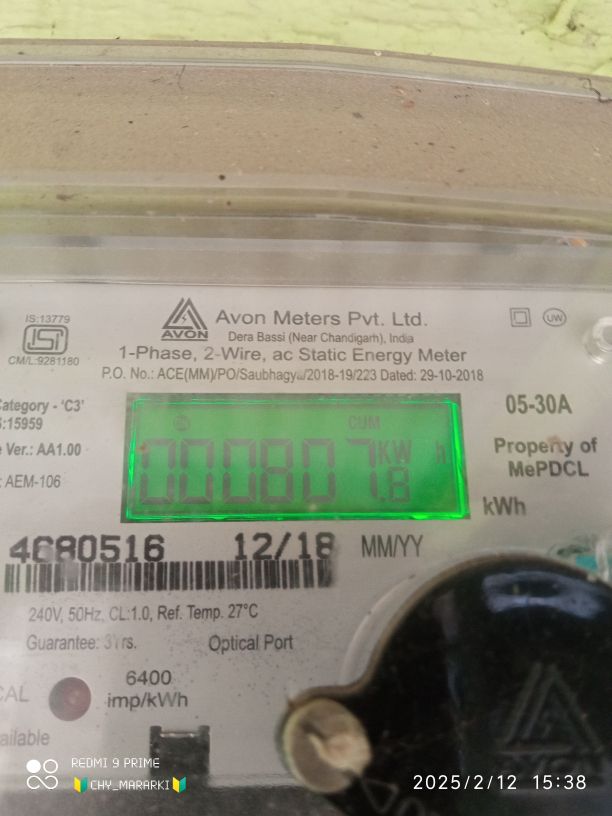 IS:13779
ISI
CM/L:9281180
AVON
Avon Meters Pvt. Ltd.
Dera Bassi (Near Chandigarh), India
1-Phase, 2-Wire, ac Static Energy Meter
P.O. No.: ACE(MM)/PO/Saubhagya/2018-19/223 Dated: 29-10-2018
UW
Category - 'C3'
:15959
Ver.: AA1.00
: AEM-106
CUM
000807.8 KW h
05-30A
Property of
MePDCL
kWh
4680516 12/18 MM/YY
240V, 50Hz, CL:1.0, Ref. Temp. 27°C
Guarantee: Yrs. Optical Port
CAL
6400
imp/kWh
REDMI 9 PRIME
CHY_MARARKI
2025/2/12 15:38